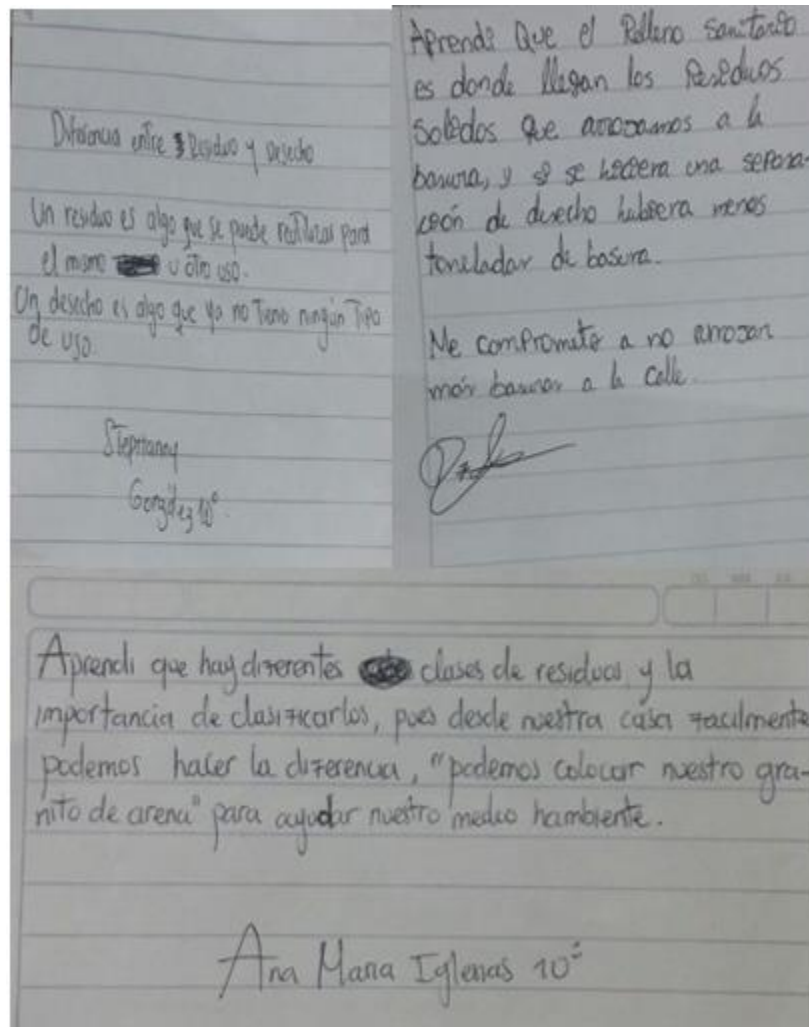 Diferencia entre Residuo y desecho
Un residuo es algo que se puede reutilizar para
el mismo u otro uso.
Un desecho es algo que ya no Tiene ningún Tipo
de uso.
Stephanny
González 10°
Aprendi Que el Relleno Sanitario
es donde llegan los Residuos
Solidos que arrojamos a la
basura, y si se hiciera una separa-
ción de desecho hubiera menos
toneladas de basura.
Me comprometo a no arrojar
más basuras a la calle.
Aprendi que hay diferentes clases de residuos y la
importancia de clasificarlos, pues desde nuestra casa facilmente
podemos hacer la diferencia, "podemos colocar nuestro gra-
nito de arena" para ayudar nuestro medio hambiente.
Ana Maria Iglesias 10°